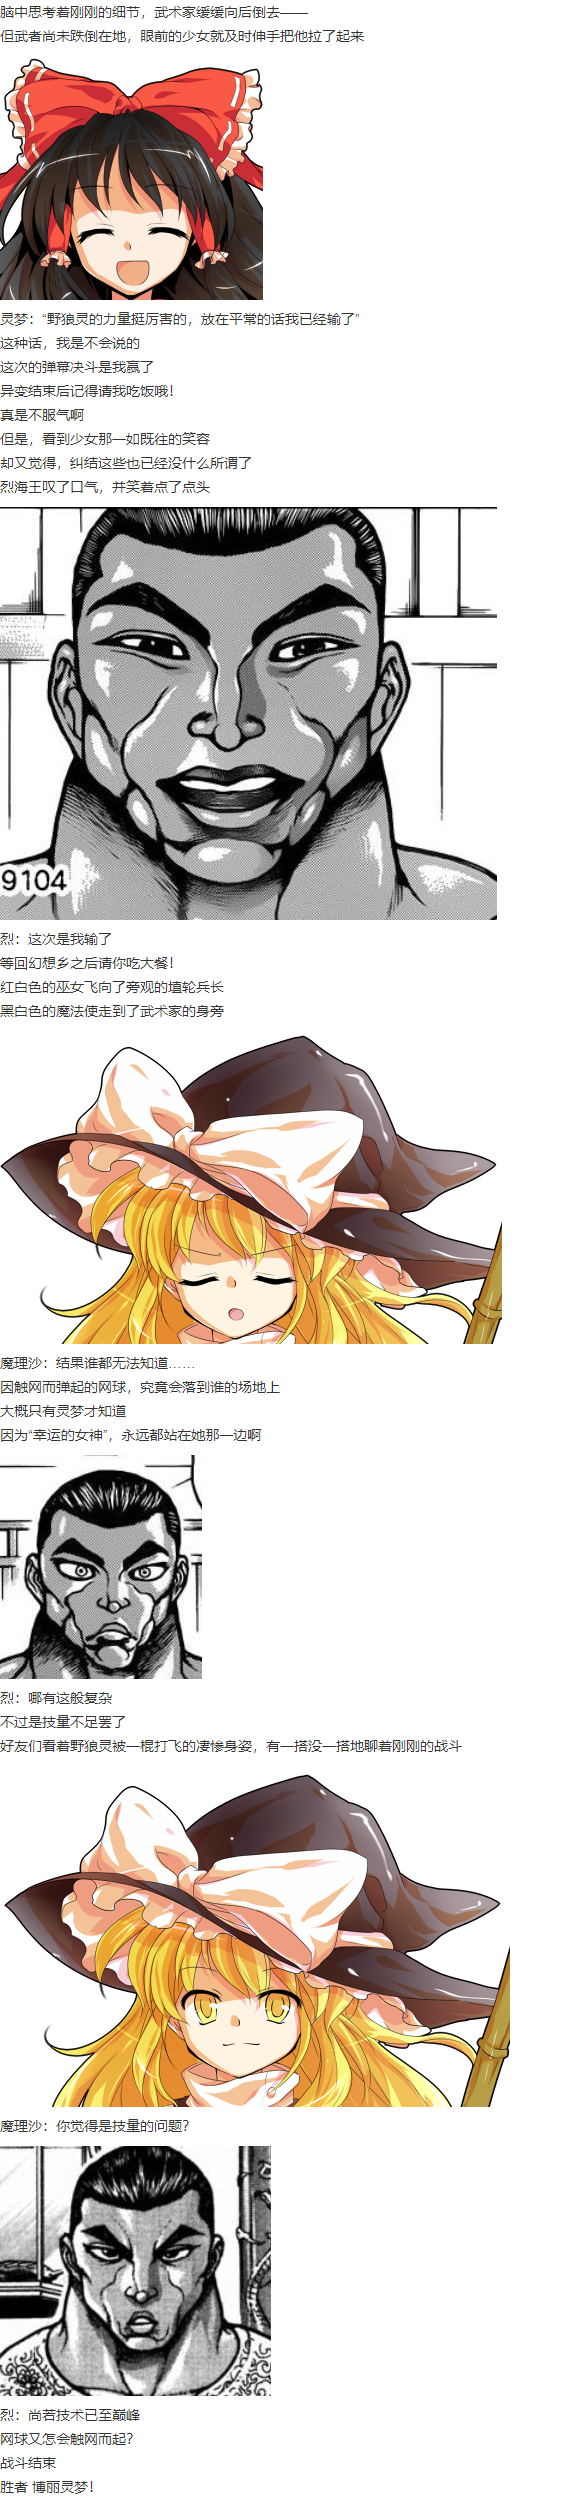 脑中思考着刚刚的细节，武术家缓缓向后倒去——
但武者尚未跌倒在地，眼前的少女就及时伸手把他拉了起来
灵梦：“野狼灵的力量挺厉害的，放在平常的话我已经输了”
这种话，我是不会说的
这次的弹幕决斗是我赢了
异变结束后记得请我吃饭哦！
真是不服气啊
但是，看到少女那一如既往的笑容
却又觉得，纠结这些也已经没什么所谓了
烈海王叹了口气，并笑着点了点头
9104
烈：这次是我输了
等回幻想乡之后请你吃大餐！
红白色的巫女飞向了旁观的埴轮兵长
黑白色的魔法使走到了武术家的身旁
魔理沙：结果谁都无法知道……
因触网而弹起的网球，究竟会落到谁的场地上
大概只有灵梦才知道
因为“幸运的女神”，永远都站在她那一边啊
烈：哪有这般复杂
不过是技量不足罢了
好友们看着野狼灵被一棍打飞的凄惨身姿，有一搭没一搭地聊着刚刚的战斗
魔理沙：你觉得是技量的问题？
烈：尚若技术已至巅峰
网球又怎会触网而起？
战斗结束
胜者 博丽灵梦！